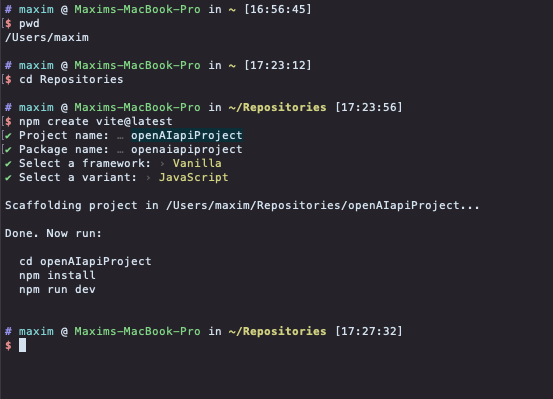 # maxim @ Maxims-MacBook-Pro in ~ [16:56:45]
[$ pwd
/Users/maxim
# maxim @ Maxims-MacBook-Pro in ~ [17:23:12]
[$ cd Repositories
# maxim @ Maxims-MacBook-Pro in ~/Repositories [17:23:56]
[$ npm create vite@latest
[✔ Project name: … openAIapiProject
[✔ Package name: … openaiapiproject
✔ Select a framework: › Vanilla
✔ Select a variant: › JavaScript
Scaffolding project in /Users/maxim/Repositories/openAIapiProject...
Done. Now run:
cd openAIapiProject
npm install
npm run dev
# maxim @ Maxims-MacBook-Pro in ~/Repositories [17:27:32]
$